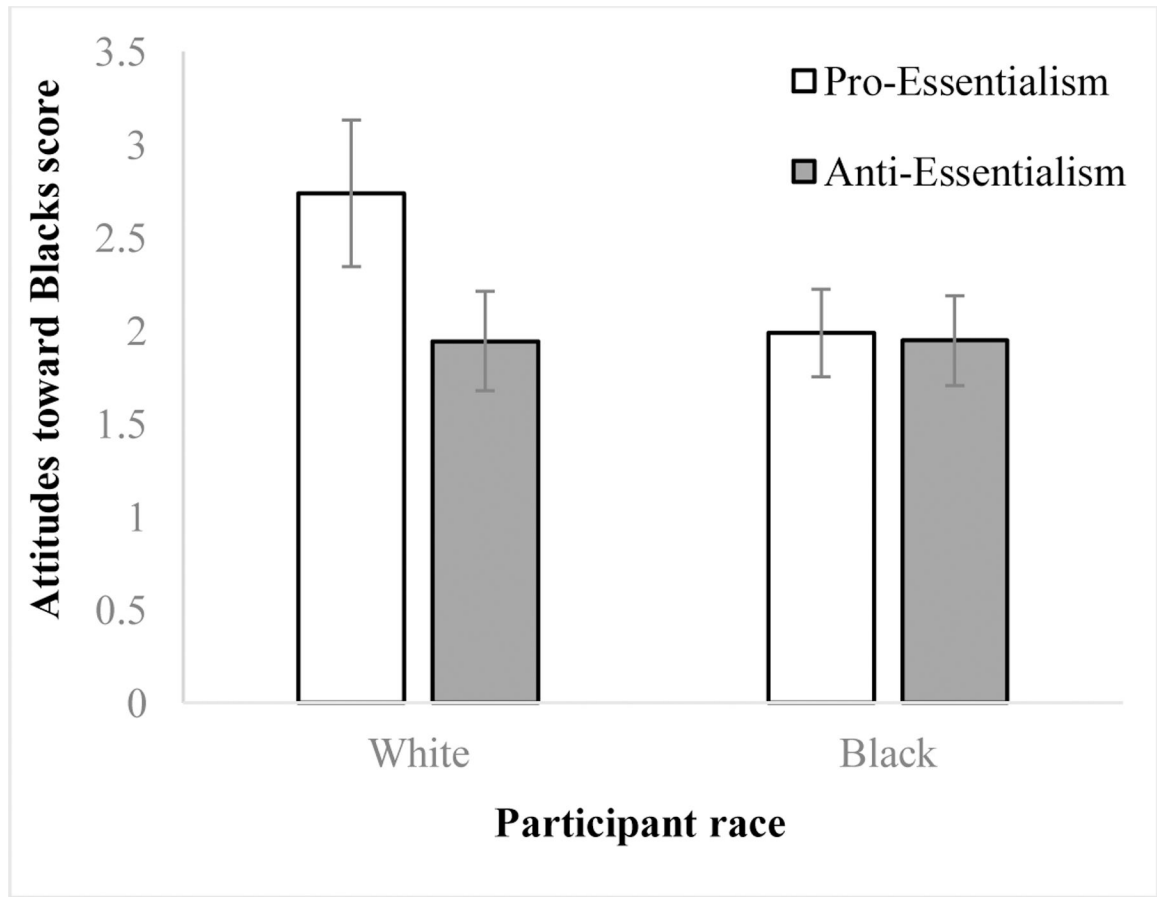 3.5
3
2.5
2
1.5
1
0.5
0
Attitudes toward Blacks score
Pro-Essentialism
Anti-Essentialism
White
Black
Participant race